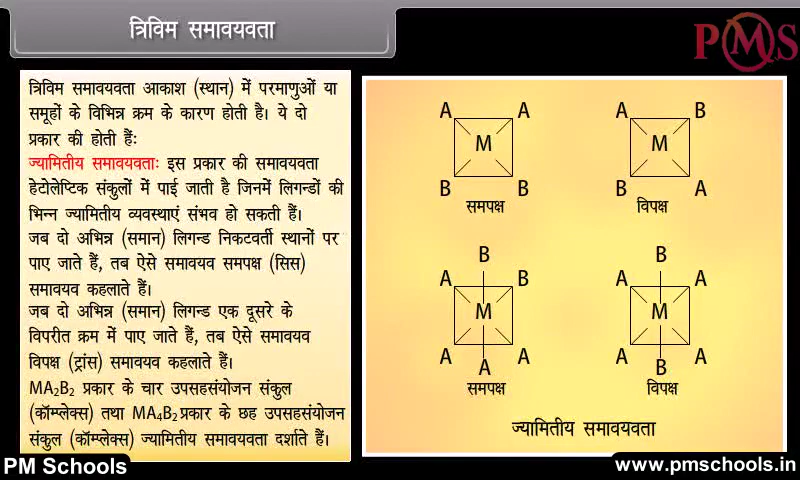 त्रिविम समावयवता
PMS
त्रिविम समावयवता आकाश (स्थान) में परमाणुओं या
समूहों के विभिन्न क्रम के कारण होती है। ये दो
प्रकार की होती हैं:
ज्यामितीय समावयवताः इस प्रकार की समावयवता
हेटोलेप्टिक संकुलों में पाई जाती है जिनमें लिगन्डों की
भिन्न ज्यामितीय व्यवस्थाएं संभव हो सकती हैं।
जब दो अभिन्न (समान) लिगन्ड निकटवर्ती स्थानों पर
पाए जाते हैं, तब ऐसे समावयव समपक्ष (सिस)
समावयव कहलाते हैं।
जब दो अभिन्न (समान) लिगन्ड एक दूसरे के
विपरीत क्रम में पाए जाते हैं, तब ऐसे समावयव
विपक्ष (ट्रांस) समावयव कहलाते हैं।
MA₂B₂ प्रकार के चार उपसहसंयोजन संकुल
(कॉम्प्लेक्स) तथा MA₄B₂ प्रकार के छह उपसहसंयोजन
संकुल (कॉम्प्लेक्स) ज्यामितीय समावयवता दर्शाते हैं।
A A A B
M M
B B B A
समपक्ष विपक्ष
B B
A B A A
M M
A A A A B A
समपक्ष विपक्ष
ज्यामितीय समावयवता
PM Schools
www.pmschools.in